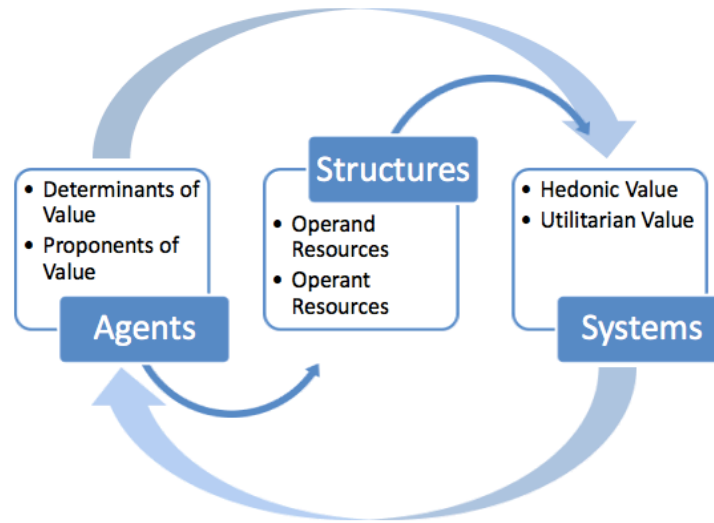 • Determinants of
Value
• Proponents of
Value
Agents
Structures
• Operand
Resources
• Operant
Resources
• Hedonic Value
• Utilitarian Value
Systems